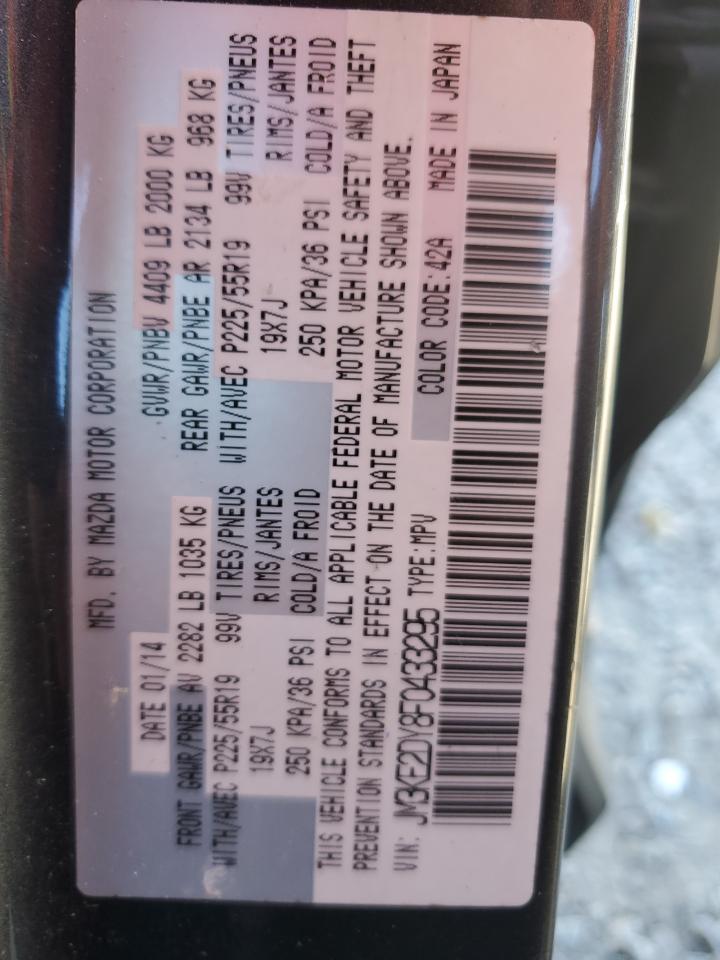 MFD. BY MAZDA MOTOR CORPORATION
DATE 01/14 GVWR/PNBV 4409 LB 2000 KG
FRONT GAWR/PNBE AV 2282 LB 1035 KG REAR GAWR/PNBE AR 2134 LB 968 KG
WITH/AVEC P225/55R19 99V TIRES/PNEUS WITH/AVEC P225/55R19 99V TIRES/PNEUS
19X7J RIMS/JANTES 19X7J RIMS/JANTES
250 KPA/36 PSI COLD/A FROID 250 KPA/36 PSI COLD/A FROID
THIS VEHICLE CONFORMS TO ALL APPLICABLE FEDERAL MOTOR VEHICLE SAFETY AND THEFT
PREVENTION STANDARDS IN EFFECT ON THE DATE OF MANUFACTURE SHOWN ABOVE.
VIN: JM3KE2DY8F0433295 TYPE:MPV COLOR CODE:42A MADE IN JAPAN